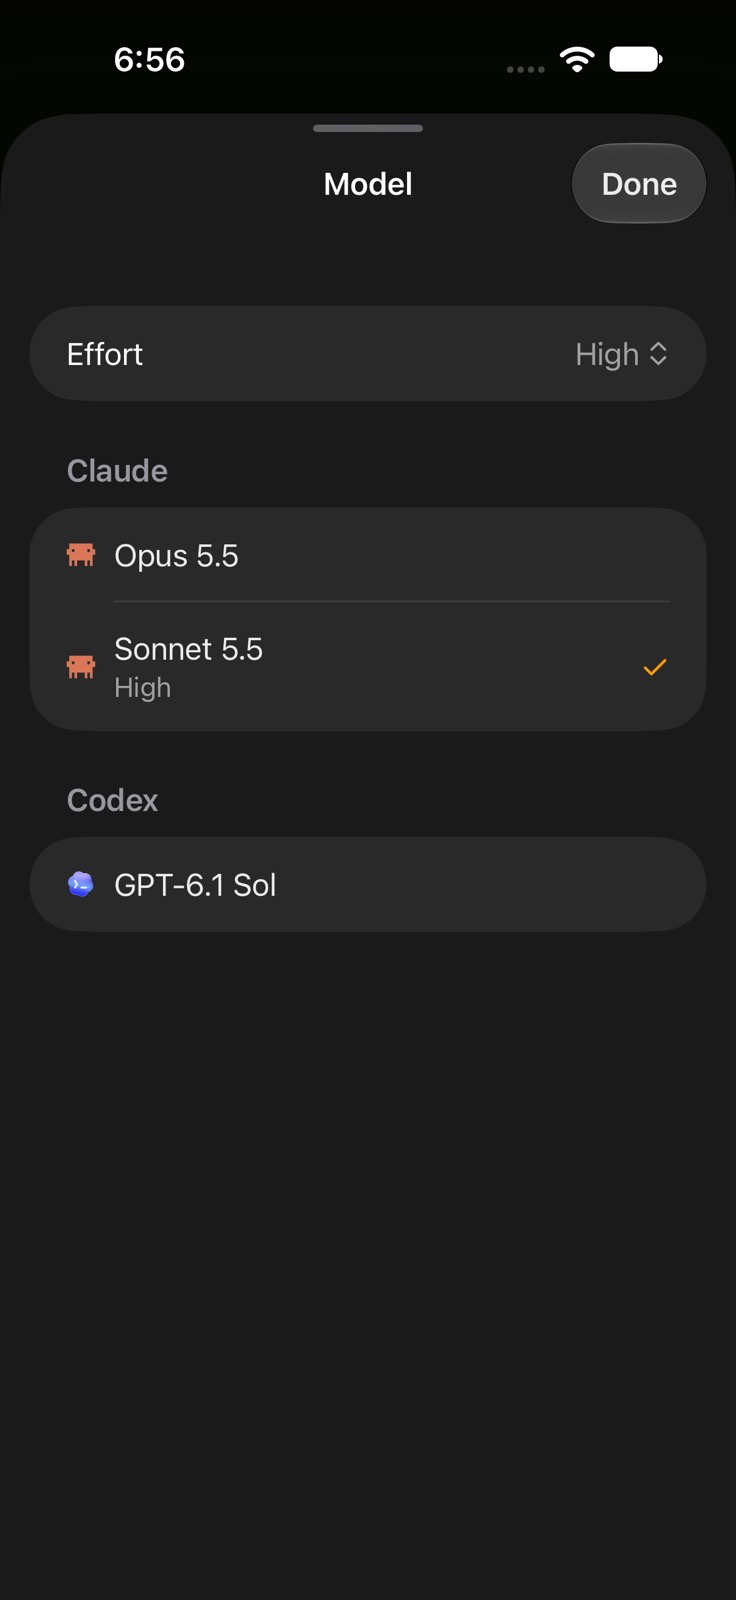 6:56
Model
Done
Effort
High
Claude
Opus 5.5
Sonnet 5.5
High
Codex
GPT-6.1 Sol